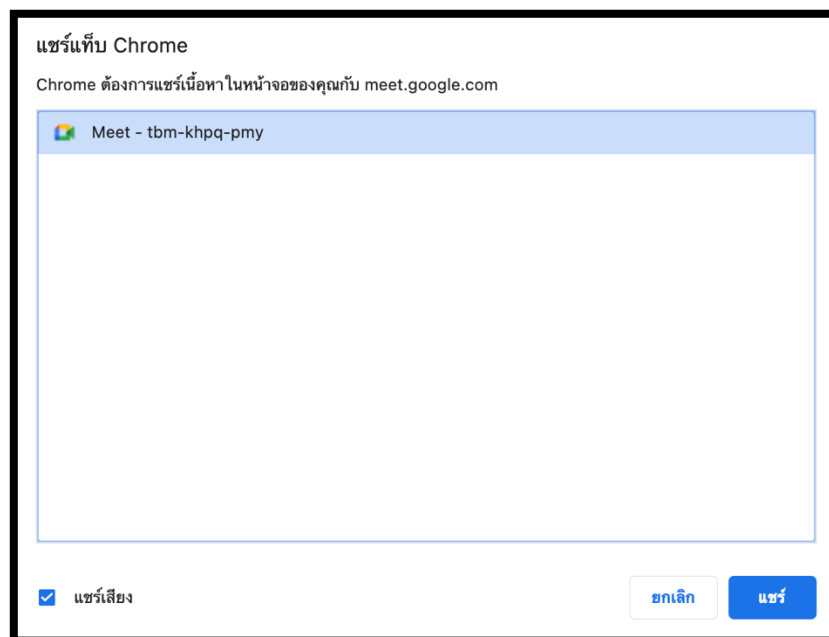 แชร์แท็บ Chrome
Chrome ต้องการแชร์เนื้อหาในหน้าจอของคุณกับ meet.google.com
Meet - tbm-khpq-pmy
แชร์เสียง
ยกเลิก
แชร์